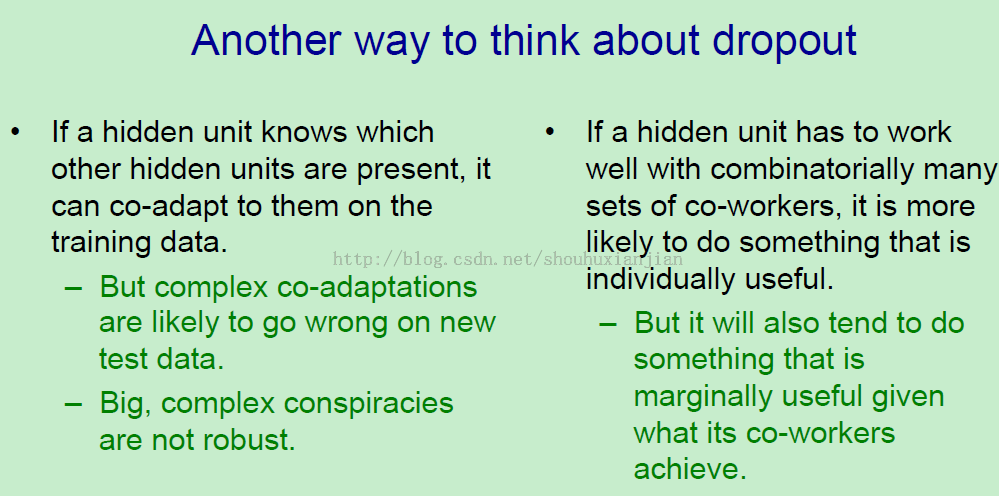 Another way to think about dropout
• If a hidden unit knows which
other hidden units are present, it
can co-adapt to them on the
training data.
– But complex co-adaptations
are likely to go wrong on new
test data.
– Big, complex conspiracies
are not robust.
• If a hidden unit has to work
well with combinatorially many
sets of co-workers, it is more
likely to do something that is
individually useful.
– But it will also tend to do
something that is
marginally useful given
what its co-workers
achieve.
http://blog.csdn.net/shouhuxianjian